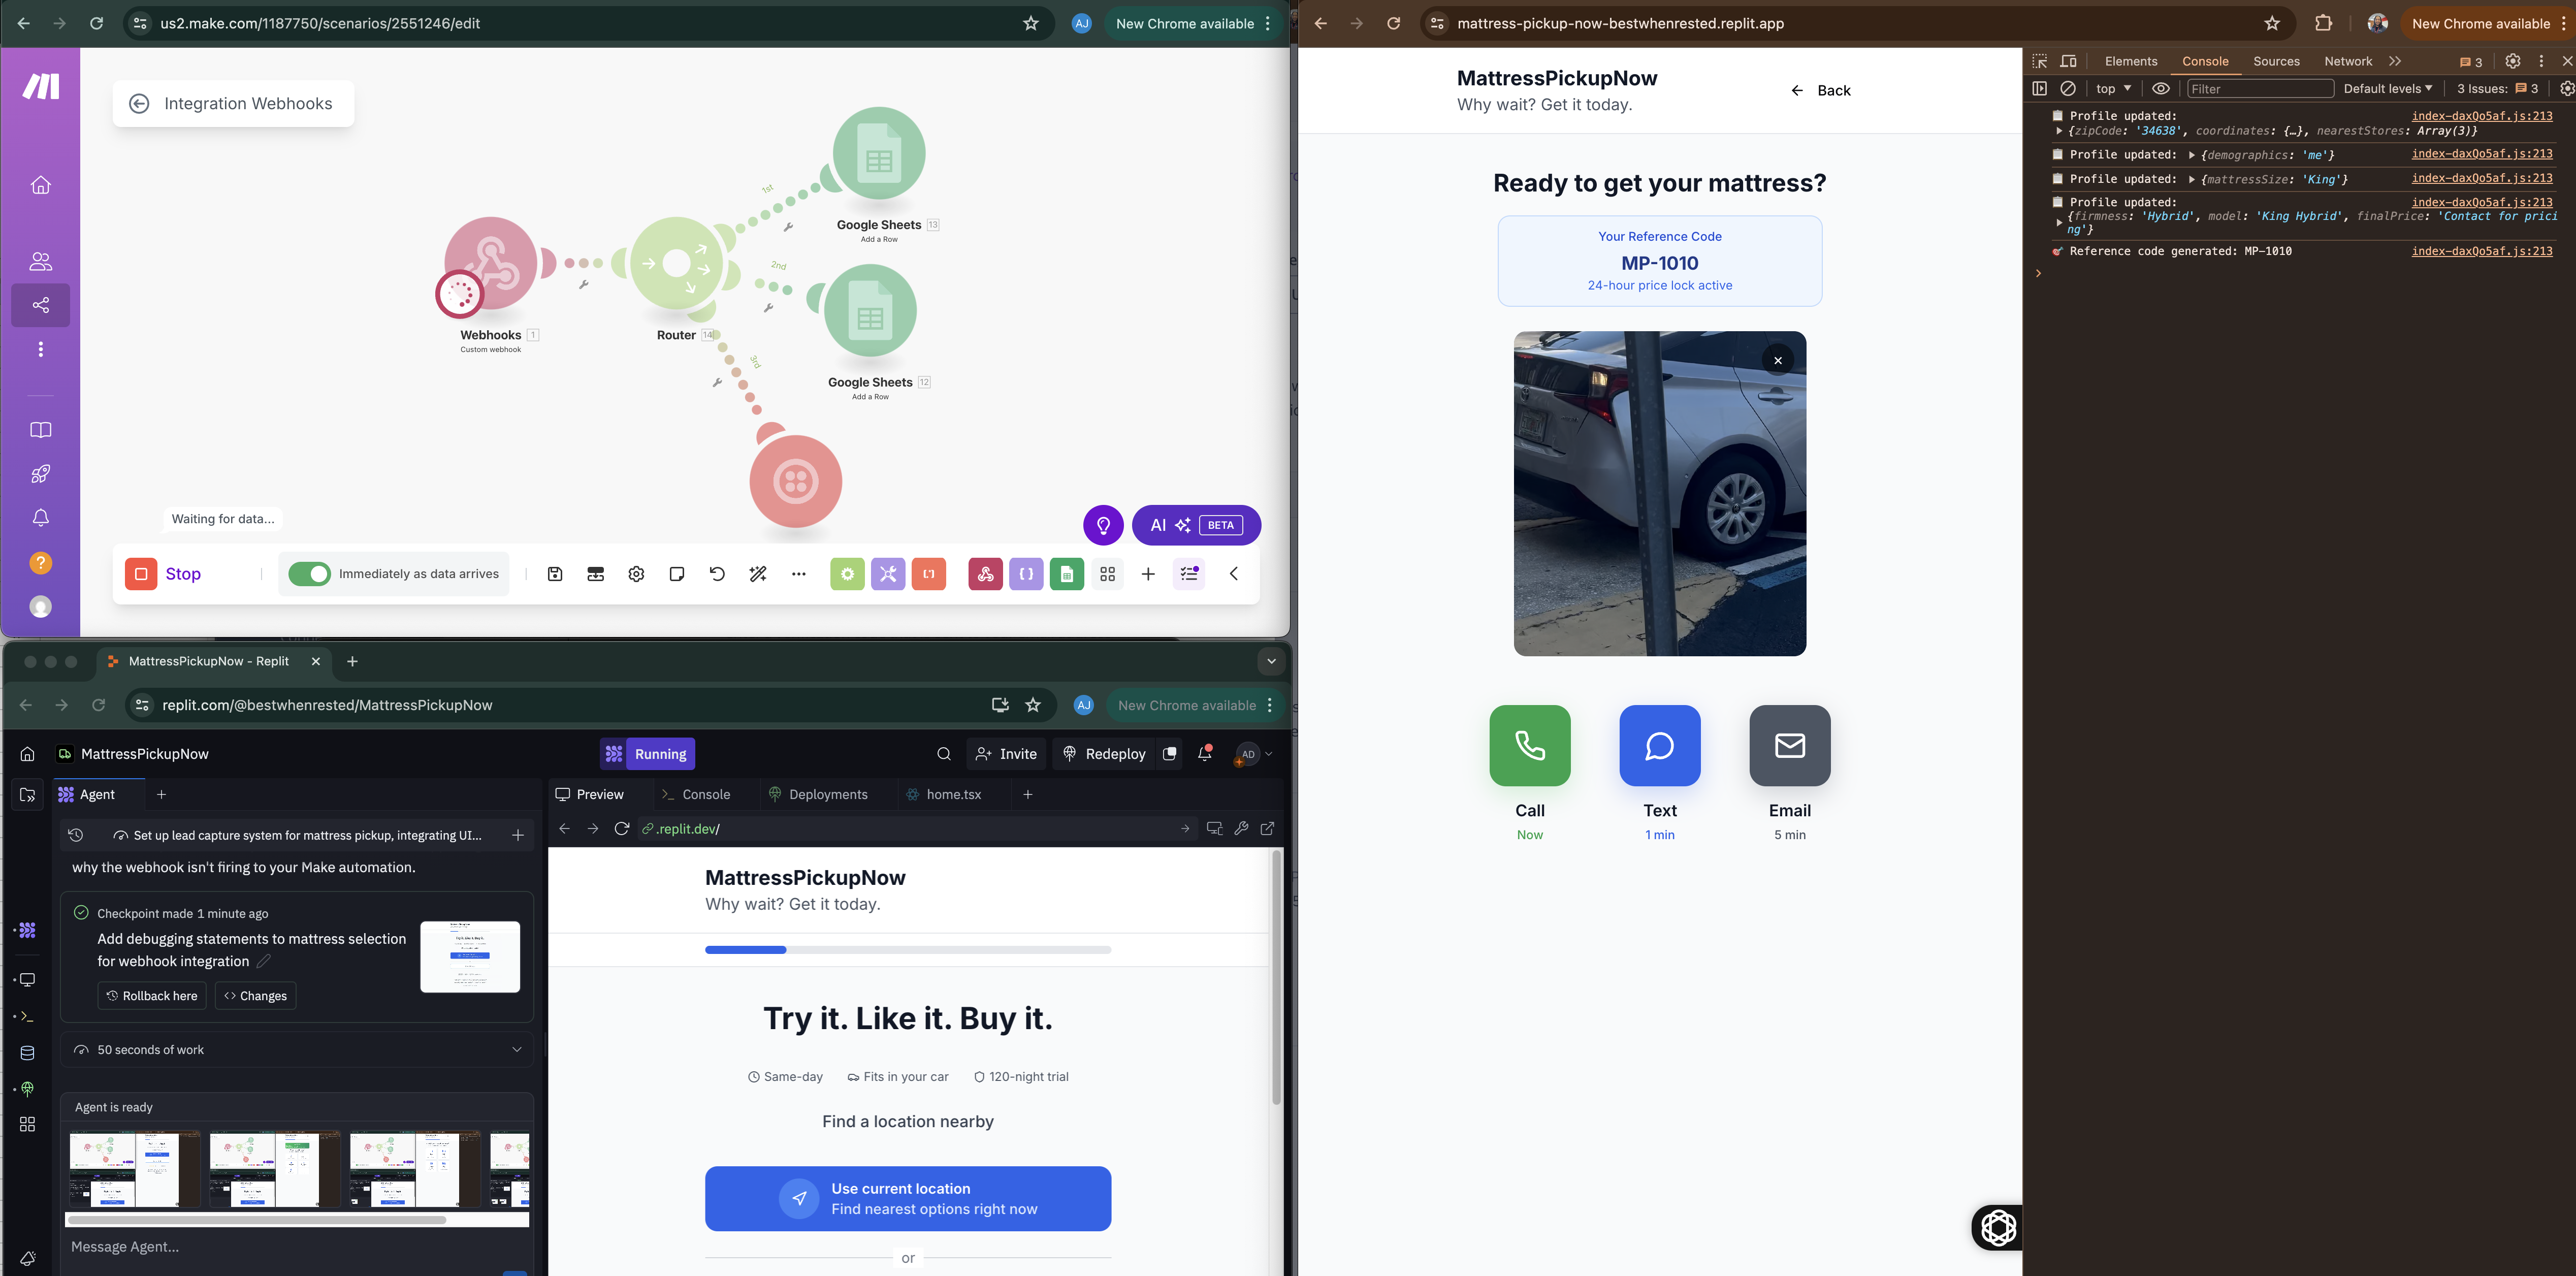 us2.make.com/1187750/scenarios/2551246/edit
AJ
New Chrome available
Integration Webhooks
1st
Google Sheets 13
Add a Row
2nd
Webhooks 1
Custom webhook
Router 14
3rd
Google Sheets 12
Add a Row
Waiting for data...
AI BETA
Stop
Immediately as data arrives
?
MattressPickupNow - Replit
replit.com/@bestwhenrested/MattressPickupNow
AJ
New Chrome available
MattressPickupNow
Running
Invite
Redeploy
AD
Agent
Preview
Console
Deployments
home.tsx
Set up lead capture system for mattress pickup, integrating UI...
why the webhook isn't firing to your Make automation.
Checkpoint made 1 minute ago
Add debugging statements to mattress selection
for webhook integration
Rollback here
Changes
50 seconds of work
Agent is ready
Message Agent...
.replit.dev/
MattressPickupNow
Why wait? Get it today.
Try it. Like it. Buy it.
Same-day
Fits in your car
120-night trial
Find a location nearby
Use current location
Find nearest options right now
or
mattress-pickup-now-bestwhenrested.replit.app
New Chrome available
MattressPickupNow
Why wait? Get it today.
Back
Ready to get your mattress?
Your Reference Code
MP-1010
24-hour price lock active
Call
Now
Text
1 min
Email
5 min
Elements
Console
Sources
Network
3
top
Filter
Default levels
3 Issues: 3
Profile updated: index-daxQo5af.js:213
{zipCode: '34638', coordinates: {…}, nearestStores: Array(3)}
Profile updated: {demographics: 'me'} index-daxQo5af.js:213
Profile updated: {mattressSize: 'King'} index-daxQo5af.js:213
Profile updated: index-daxQo5af.js:213
{firmness: 'Hybrid', model: 'King Hybrid', finalPrice: 'Contact for prici
ng'}
Reference code generated: MP-1010 index-daxQo5af.js:213